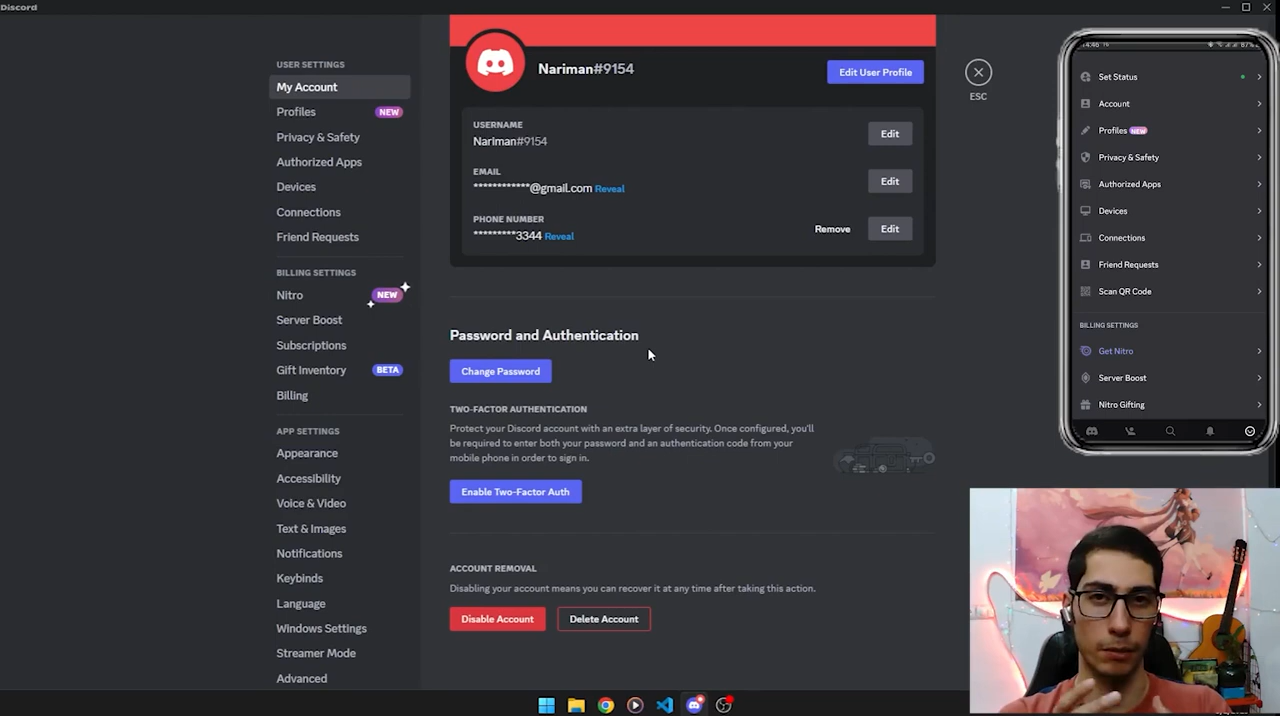 Discord
USER SETTINGS
My Account
Profiles NEW
Privacy & Safety
Authorized Apps
Devices
Connections
Friend Requests
BILLING SETTINGS
Nitro NEW
Server Boost
Subscriptions
Gift Inventory BETA
Billing
APP SETTINGS
Appearance
Accessibility
Voice & Video
Text & Images
Notifications
Keybinds
Language
Windows Settings
Streamer Mode
Advanced
Nariman#9154
Edit User Profile
USERNAME
Nariman#9154
Edit
EMAIL
************@gmail.com Reveal
Edit
PHONE NUMBER
*********3344 Reveal
Remove Edit
Password and Authentication
Change Password
TWO-FACTOR AUTHENTICATION
Protect your Discord account with an extra layer of security. Once configured, you'll
be required to enter both your password and an authentication code from your
mobile phone in order to sign in.
Enable Two-Factor Auth
ACCOUNT REMOVAL
Disabling your account means you can recover it at any time after taking this action.
Disable Account Delete Account
ESC
Set Status
Account
Profiles NEW
Privacy & Safety
Authorized Apps
Devices
Connections
Friend Requests
Scan QR Code
BILLING SETTINGS
Get Nitro
Server Boost
Nitro Gifting